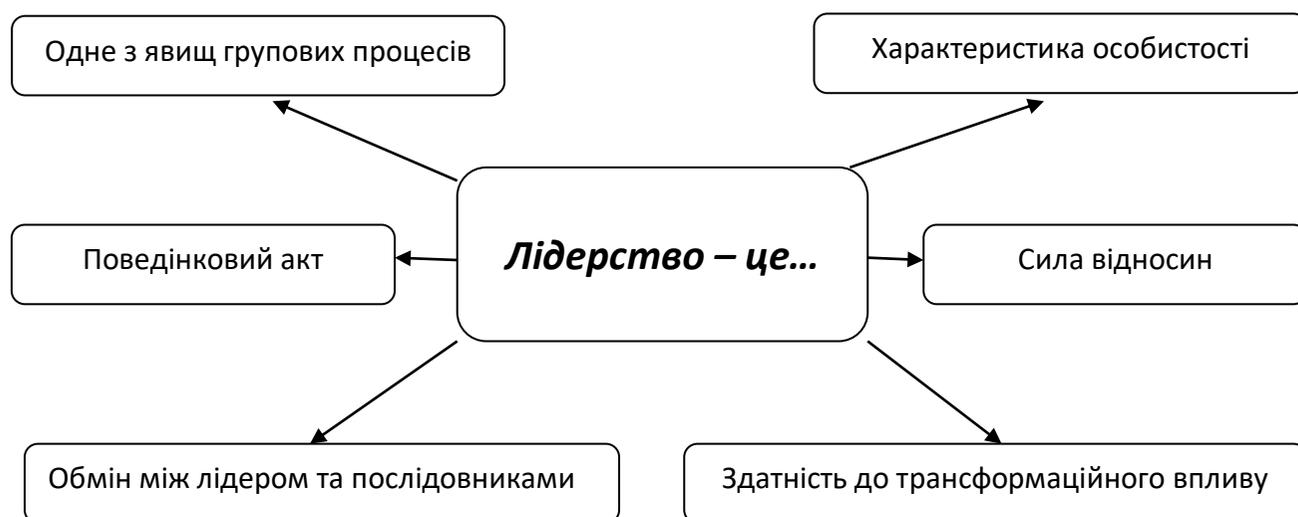 Одне з явищ групових процесів
Характеристика особистості
Лідерство – це...
Поведінковий акт
Сила відносин
Обмін між лідером та послідовниками
Здатність до трансформаційного впливу